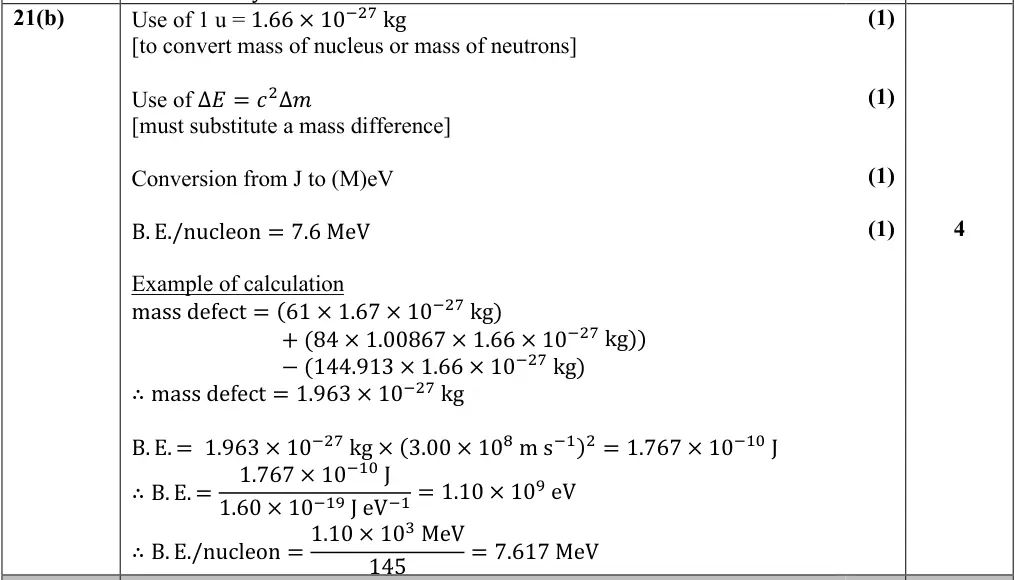 21(b) Use of 1 u = 1.66 × 10⁻²⁷ kg (1)
[to convert mass of nucleus or mass of neutrons]
Use of ΔE = c²Δm (1)
[must substitute a mass difference]
Conversion from J to (M)eV (1)
B. E./nucleon = 7.6 MeV (1) 4
Example of calculation
mass defect = (61 × 1.67 × 10⁻²⁷ kg)
+ (84 × 1.00867 × 1.66 × 10⁻²⁷ kg))
− (144.913 × 1.66 × 10⁻²⁷ kg)
∴ mass defect = 1.963 × 10⁻²⁷ kg
B. E. = 1.963 × 10⁻²⁷ kg × (3.00 × 10⁸ m s⁻¹)² = 1.767 × 10⁻¹⁰ J
∴ B. E. = 1.767 × 10⁻¹⁰ J / 1.60 × 10⁻¹⁹ J eV⁻¹ = 1.10 × 10⁹ eV
∴ B. E./nucleon = 1.10 × 10³ MeV / 145 = 7.617 MeV